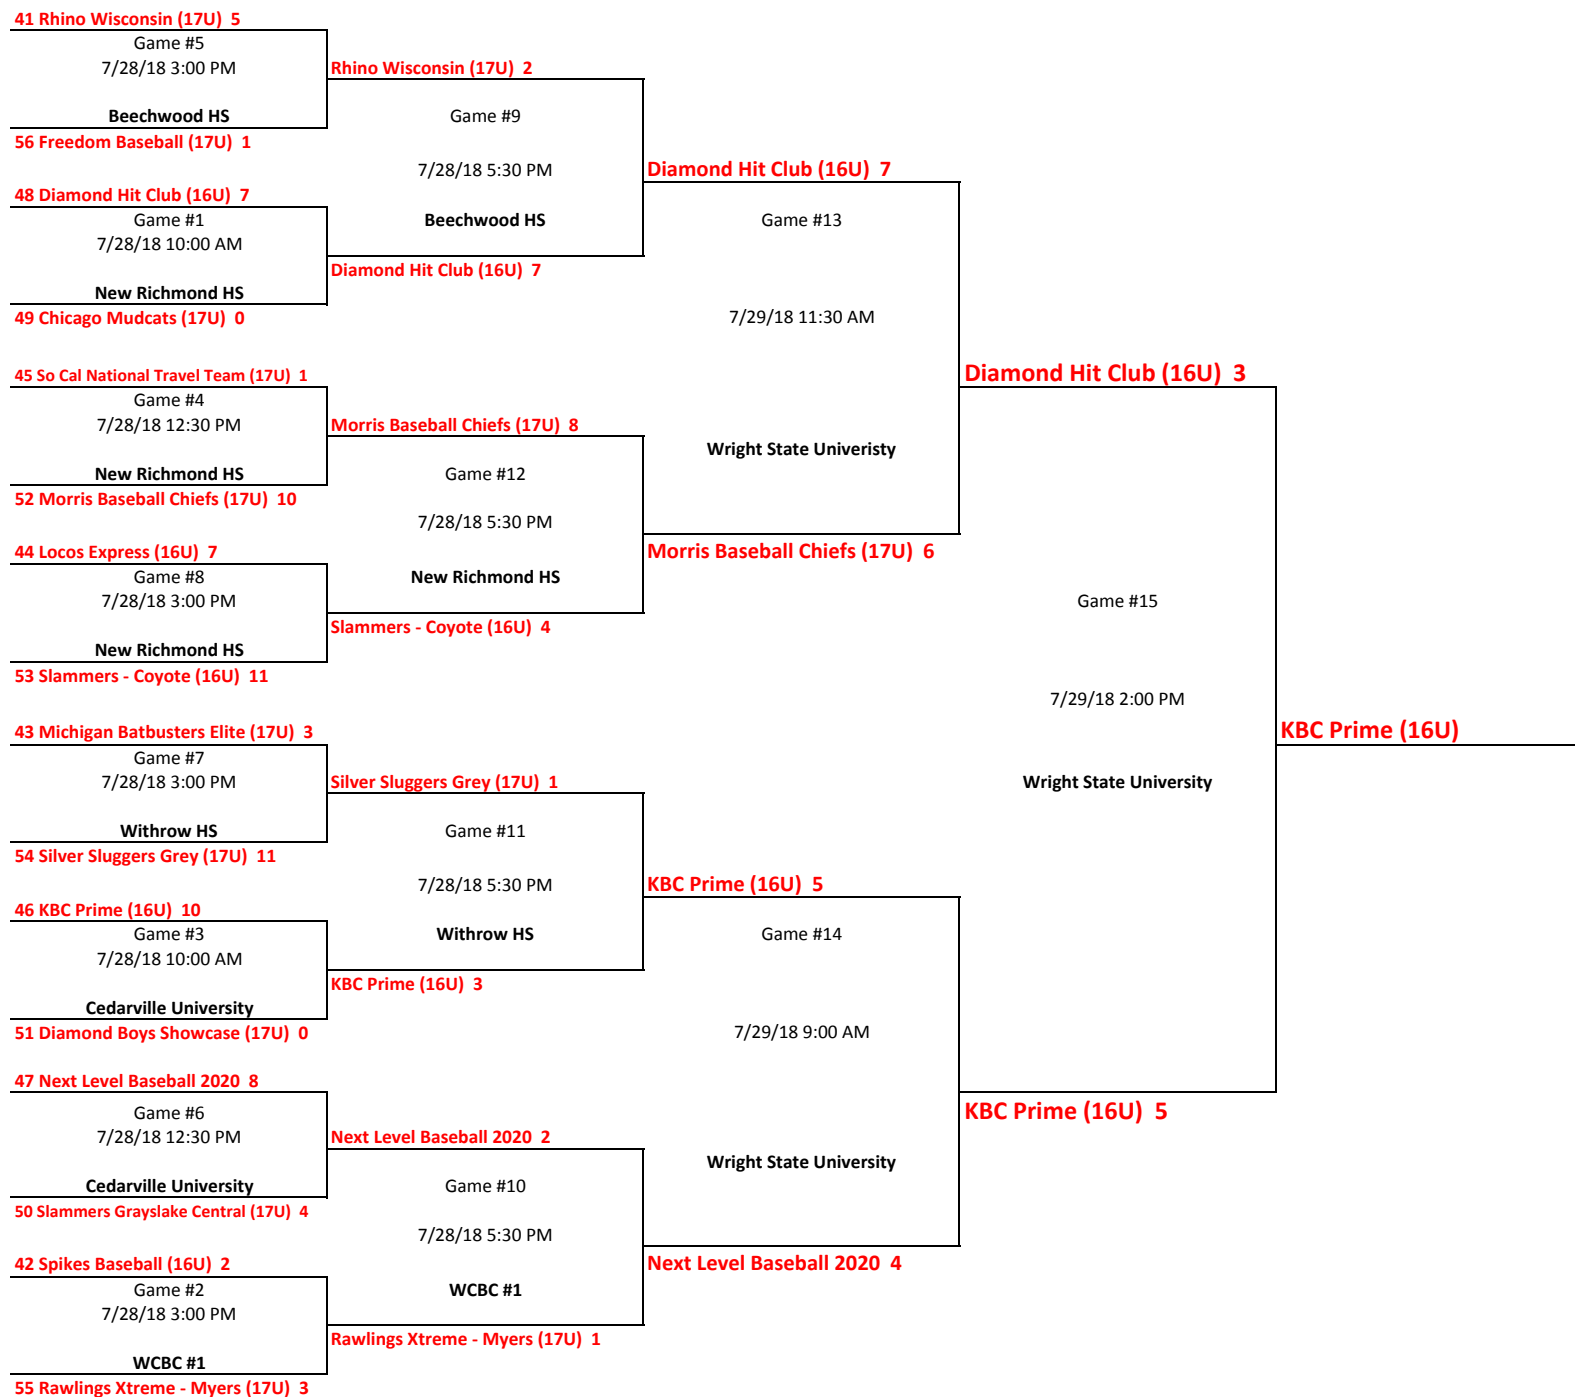 41 Rhino Wisconsin (17U) 5
Game #5
7/28/18 3:00 PM
Beechwood HS
56 Freedom Baseball (17U) 1
48 Diamond Hit Club (16U) 7
Game #1
7/28/18 10:00 AM
New Richmond HS
49 Chicago Mudcats (17U) 0
45 So Cal National Travel Team (17U) 1
Game #4
7/28/18 12:30 PM
New Richmond HS
52 Morris Baseball Chiefs (17U) 10
44 Locos Express (16U) 7
Game #8
7/28/18 3:00 PM
New Richmond HS
53 Slammers - Coyote (16U) 11
43 Michigan Batbusters Elite (17U) 3
Game #7
7/28/18 3:00 PM
Withrow HS
54 Silver Sluggers Grey (17U) 11
46 KBC Prime (16U) 10
Game #3
7/28/18 10:00 AM
Cedarville University
51 Diamond Boys Showcase (17U) 0
47 Next Level Baseball 2020 8
Game #6
7/28/18 12:30 PM
Cedarville University
50 Slammers Grayslake Central (17U) 4
42 Spikes Baseball (16U) 2
Game #2
7/28/18 3:00 PM
WCBC #1
55 Rawlings Xtreme - Myers (17U) 3
Rhino Wisconsin (17U) 2
Game #9
7/28/18 5:30 PM
Beechwood HS
Diamond Hit Club (16U) 7
Morris Baseball Chiefs (17U) 8
Game #12
7/28/18 5:30 PM
New Richmond HS
Slammers - Coyote (16U) 4
Silver Sluggers Grey (17U) 1
Game #11
7/28/18 5:30 PM
Withrow HS
KBC Prime (16U) 3
Next Level Baseball 2020 2
Game #10
7/28/18 5:30 PM
WCBC #1
Rawlings Xtreme - Myers (17U) 1
Diamond Hit Club (16U) 7
Game #13
7/29/18 11:30 AM
Wright State Univeristy
Morris Baseball Chiefs (17U) 6
KBC Prime (16U) 5
Game #14
7/29/18 9:00 AM
Wright State University
Next Level Baseball 2020 4
Diamond Hit Club (16U) 3
Game #15
7/29/18 2:00 PM
Wright State University
KBC Prime (16U) 5
KBC Prime (16U)